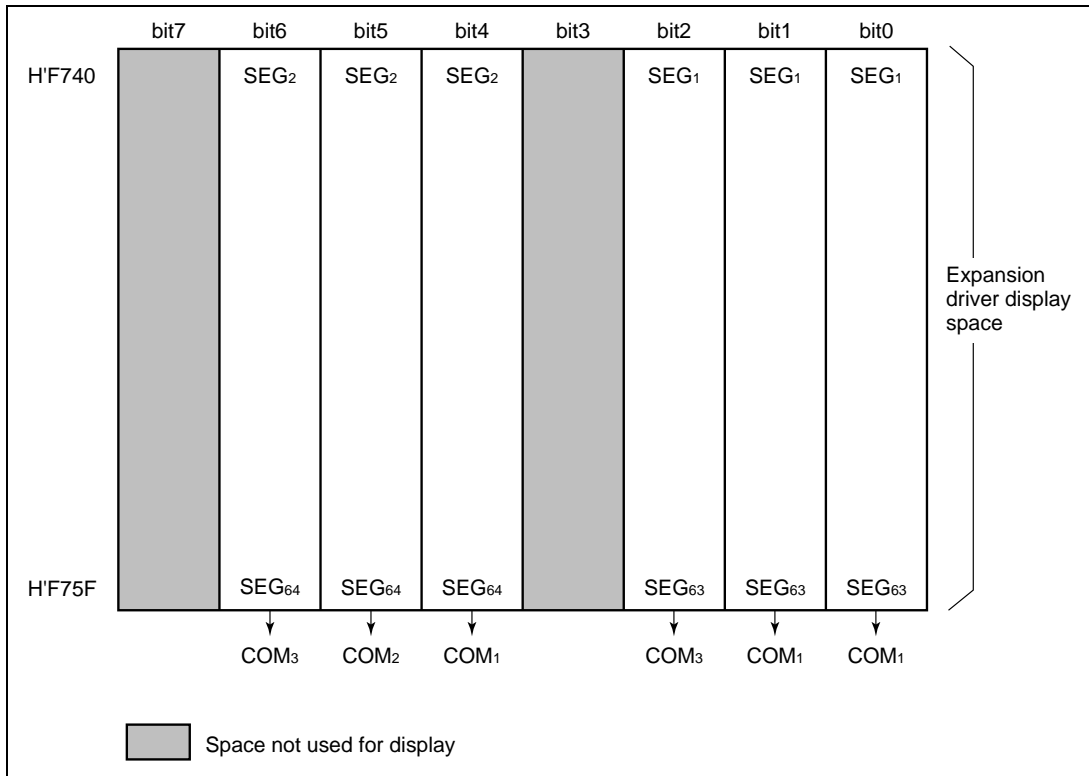 bit7 bit6 bit5 bit4 bit3 bit2 bit1 bit0
H'F740 SEG2 SEG2 SEG2 SEG1 SEG1 SEG1
Expansion
driver display
space
H'F75F SEG64 SEG64 SEG64 SEG63 SEG63 SEG63
COM3 COM2 COM1 COM3 COM1 COM1
Space not used for display